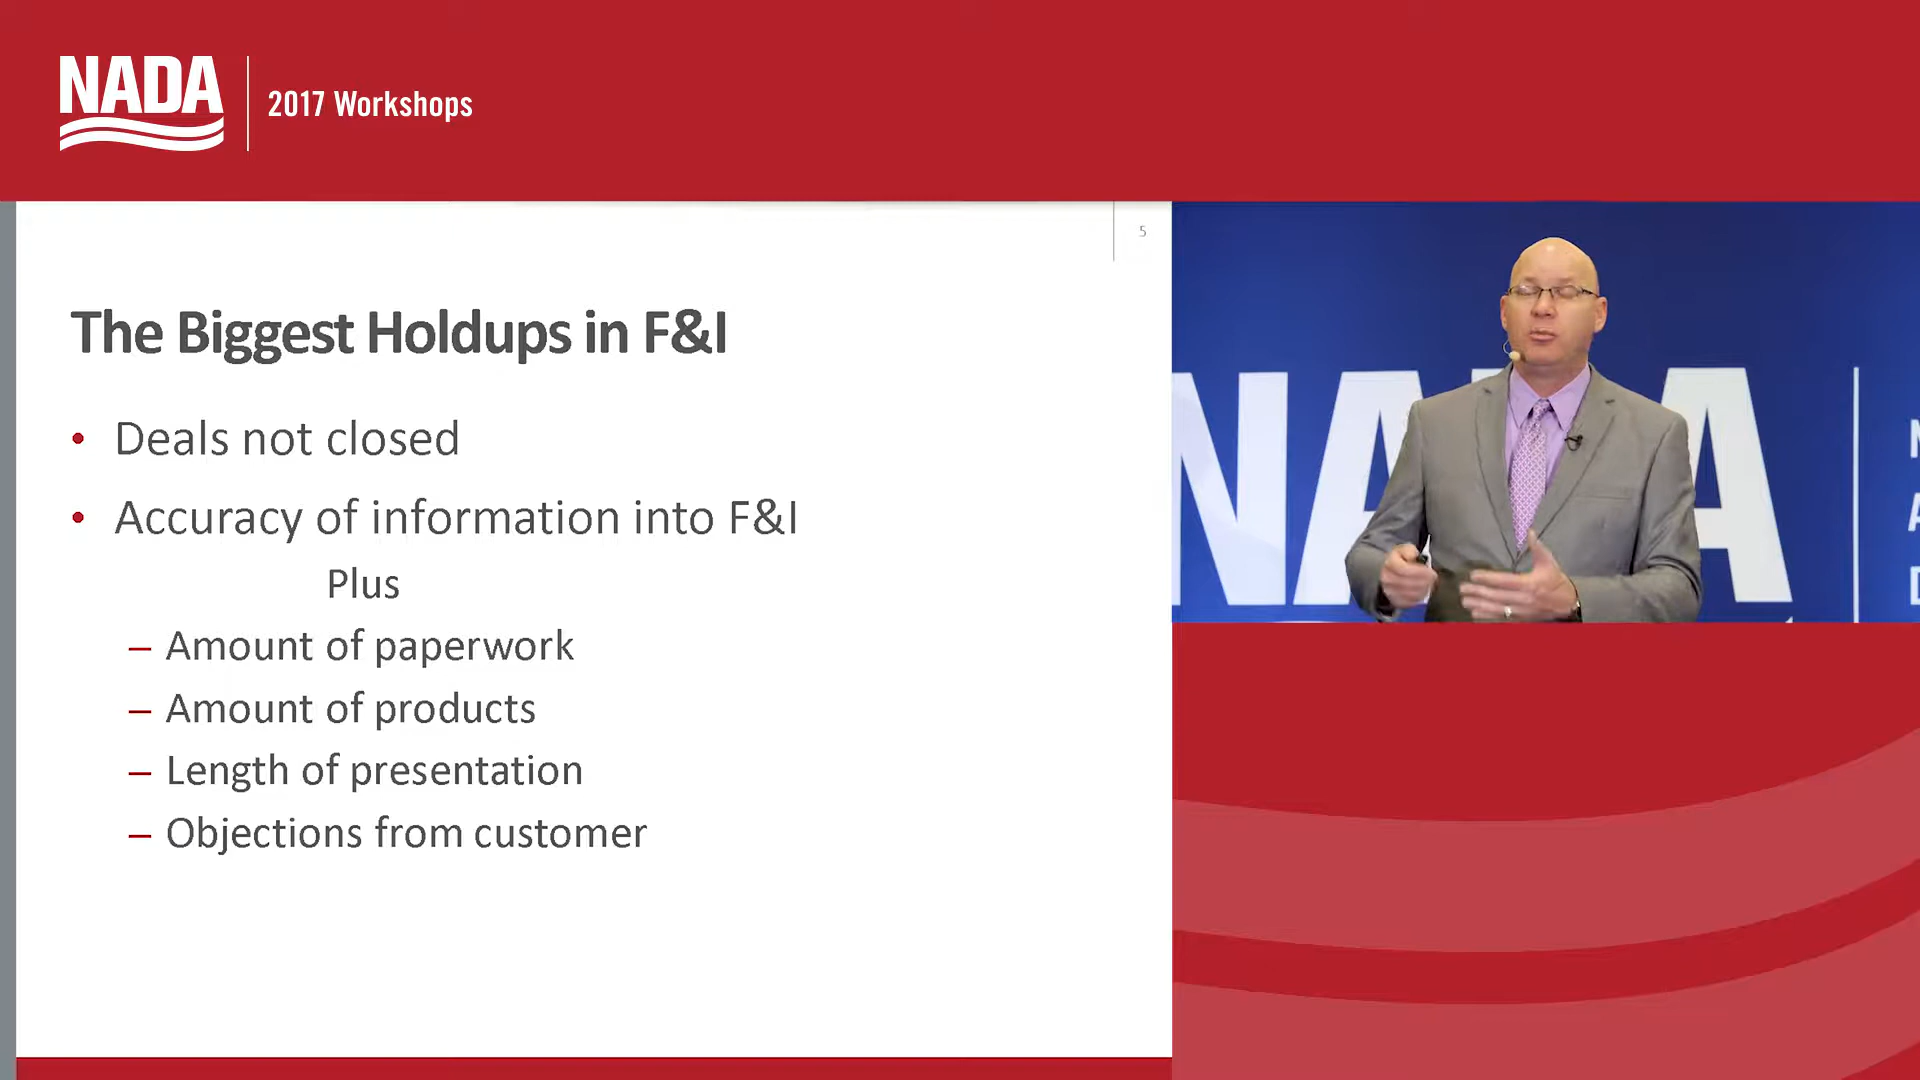 NADA
2017 Workshops
5
The Biggest Holdups in F&I
• Deals not closed
• Accuracy of information into F&I
Plus
– Amount of paperwork
– Amount of products
– Length of presentation
– Objections from customer
NADA
N
A
D